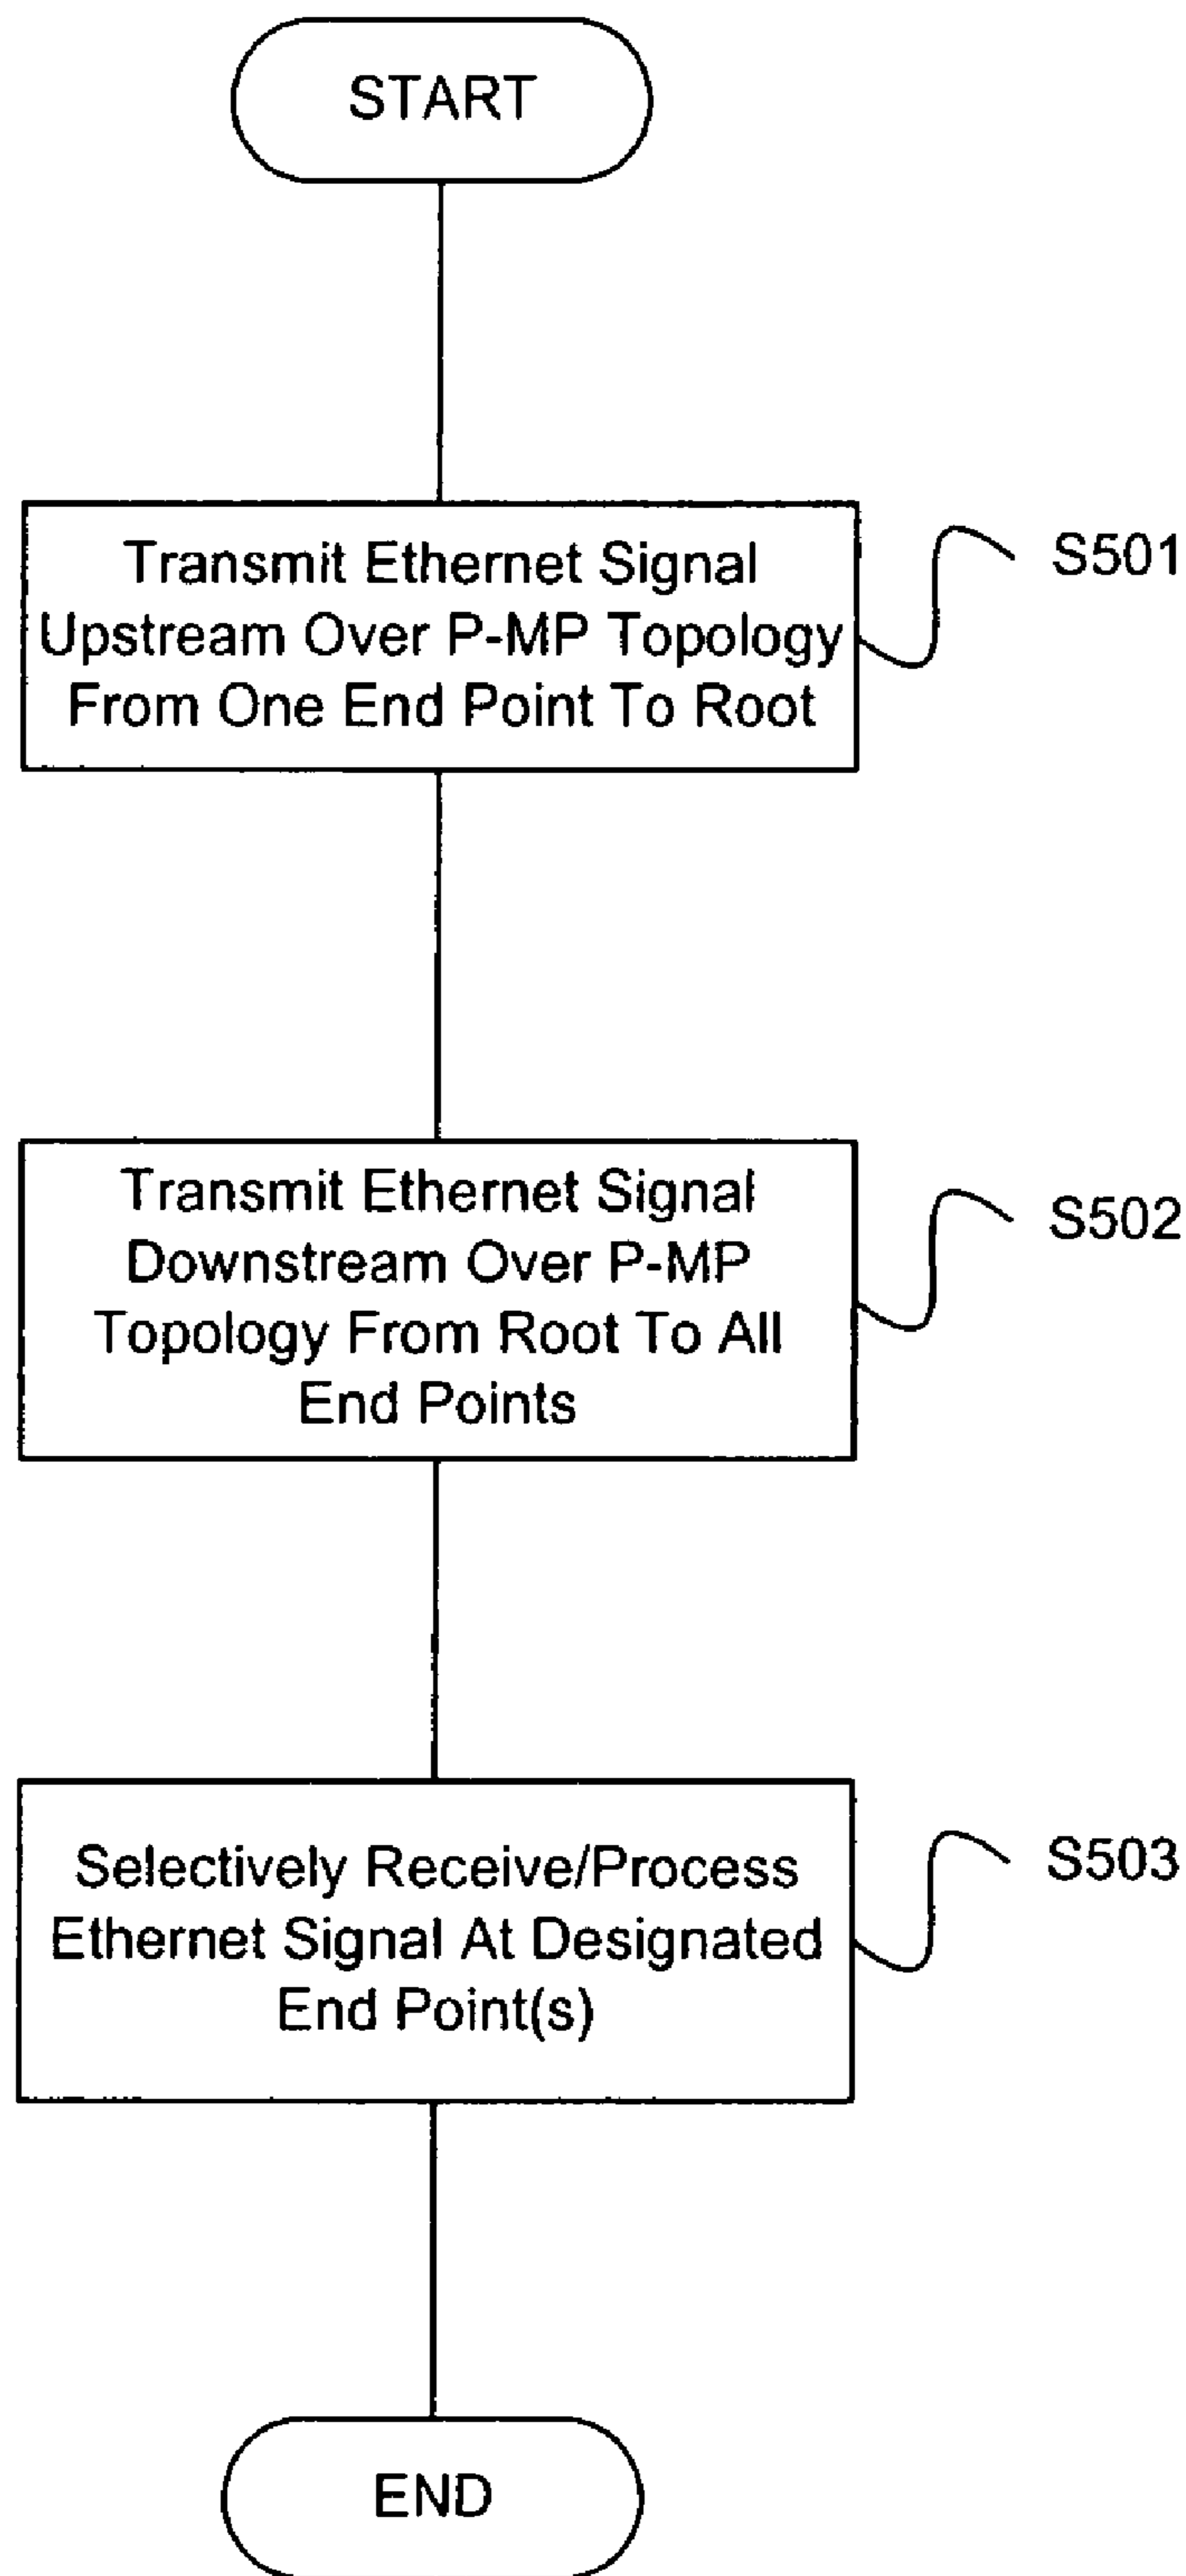 START
Transmit Ethernet Signal
Upstream Over P-MP Topology
From One End Point To Root
S501
Transmit Ethernet Signal
Downstream Over P-MP
Topology From Root To All
End Points
S502
Selectively Receive/Process
Ethernet Signal At Designated
End Point(s)
S503
END